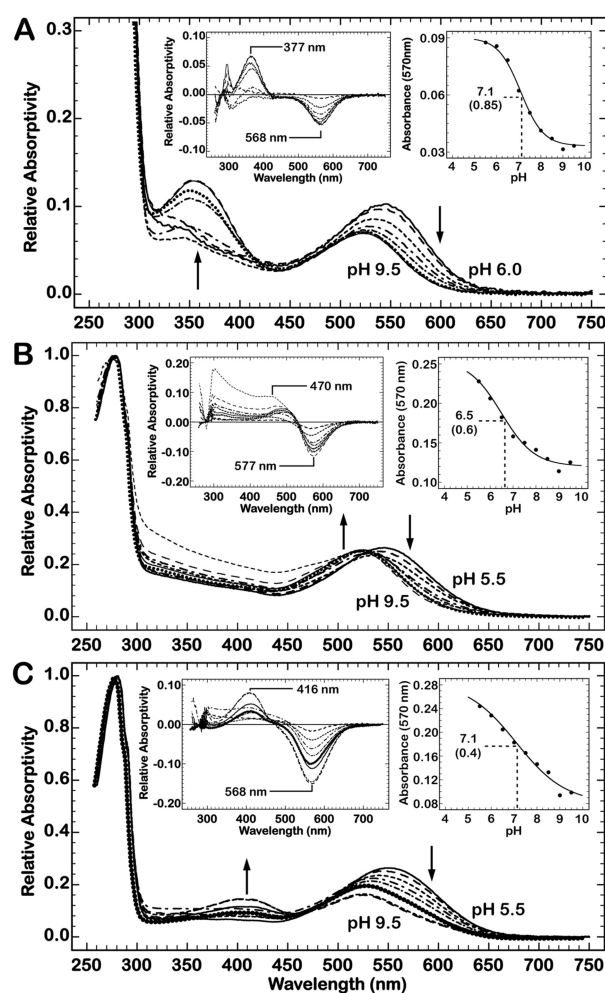 A
Relative Absorptivity
0.3
0.2
0.1
0.0
250 300 350 400 450 500 550 600 650 700 750
pH 9.5 pH 6.0
Relative Absorptivity
0.10
0.05
0.00
-0.05
-0.10
377 nm
568 nm
300 400 500 600 700
Wavelength (nm)
Absorbance (570nm)
0.09
0.06
0.03
7.1
(0.85)
4 5 6 7 8 9 10
pH
B
Relative Absorptivity
1.0
0.8
0.6
0.4
0.2
0.0
250 300 350 400 450 500 550 600 650 700 750
pH 5.5
pH 9.5
Relative Absorptivity
0.20
0.10
0.00
-0.10
-0.20
470 nm
577 nm
300 400 500 600 700
Wavelength (nm)
Absorbance (570 nm)
0.25
0.20
0.15
0.10
6.5
(0.6)
4 5 6 7 8 9 10
pH
C
Relative Absorptivity
1.0
0.8
0.6
0.4
0.2
0.0
250 300 350 400 450 500 550 600 650 700 750
Wavelength (nm)
pH 5.5
pH 9.5
Relative Absorptivity
0.10
0.00
-0.10
-0.20
416 nm
568 nm
300 400 500 600 700
Wavelength (nm)
Absorbance (570 nm)
0.28
0.24
0.20
0.16
0.12
0.08
7.1
(0.4)
4 5 6 7 8 9 10
pH